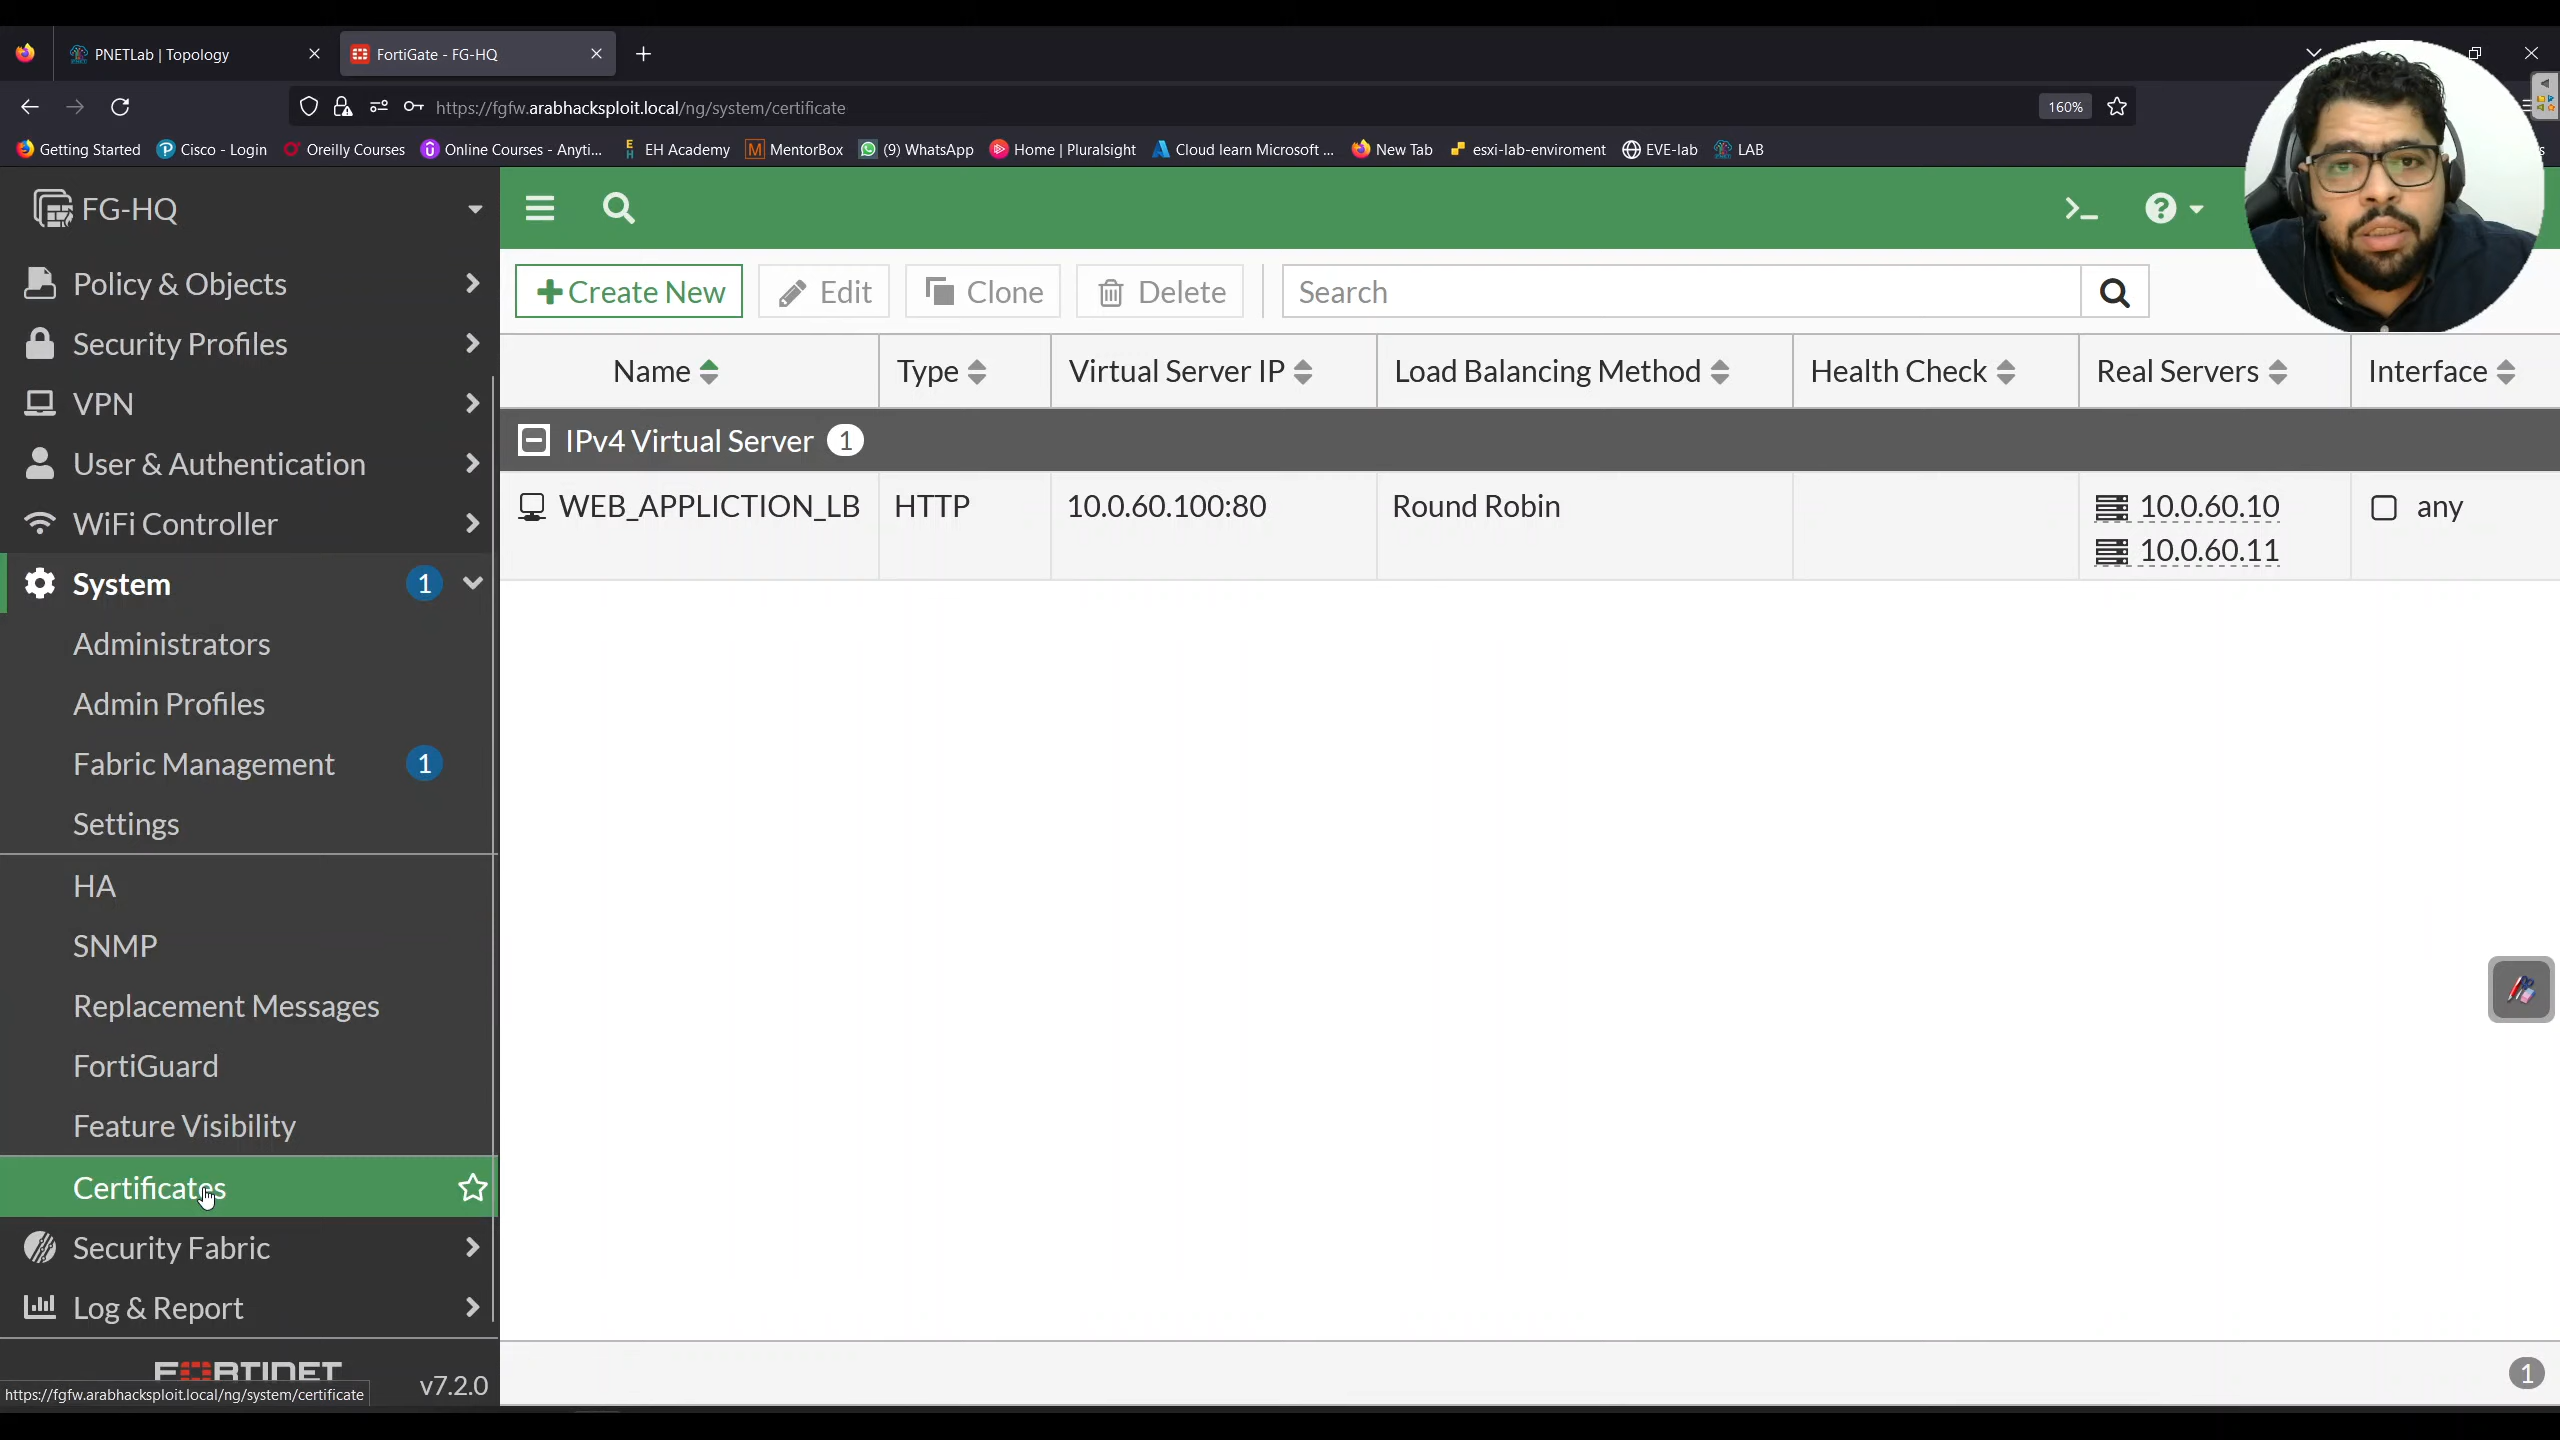 PNETLab | Topology
FortiGate - FG-HQ
https://fgfw.arabhacksploit.local/ng/system/certificate
160%
Getting Started
Cisco - Login
Oreilly Courses
Online Courses - Anyti...
EH Academy
MentorBox
(9) WhatsApp
Home | Pluralsight
Cloud learn Microsoft ...
New Tab
esxi-lab-enviroment
EVE-lab
LAB
FG-HQ
Policy & Objects
Security Profiles
VPN
User & Authentication
WiFi Controller
System 1
Administrators
Admin Profiles
Fabric Management 1
Settings
HA
SNMP
Replacement Messages
FortiGuard
Feature Visibility
Certificates
Security Fabric
Log & Report
FORTINET
v7.2.0
https://fgfw.arabhacksploit.local/ng/system/certificate
+Create New
Edit
Clone
Delete
Search
Name Type Virtual Server IP Load Balancing Method Health Check Real Servers Interface
IPv4 Virtual Server 1
WEB_APPLICTION_LB HTTP 10.0.60.100:80 Round Robin 10.0.60.10 any
10.0.60.11
1